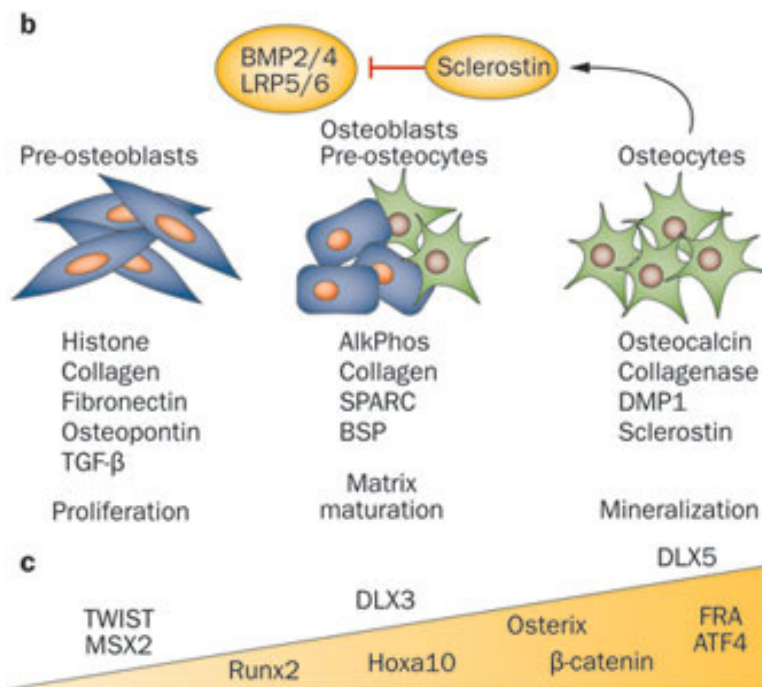 b
BMP2/4
LRP5/6
Sclerostin
Pre-osteoblasts
Osteoblasts
Pre-osteocytes
Osteocytes
Histone
Collagen
Fibronectin
Osteopontin
TGF-β
Proliferation
AlkPhos
Collagen
SPARC
BSP
Matrix
maturation
Osteocalcin
Collagenase
DMP1
Sclerostin
Mineralization
c
TWIST
MSX2
DLX3
DLX5
Runx2
Hoxa10
Osterix
β-catenin
FRA
ATF4